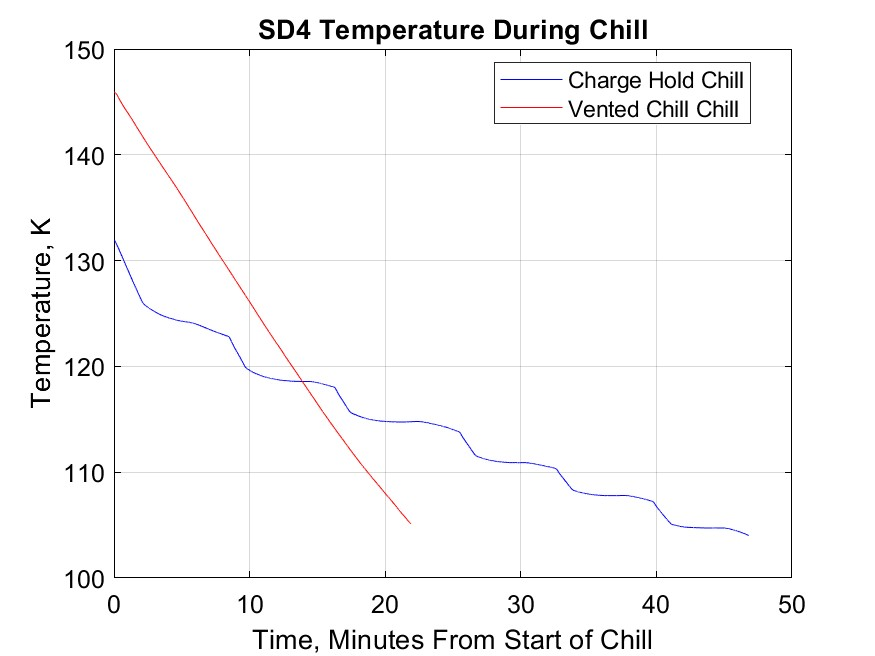 SD4 Temperature During Chill
Charge Hold Chill
Vented Chill Chill
150
140
130
120
110
100
Temperature, K
0 10 20 30 40 50
Time, Minutes From Start of Chill